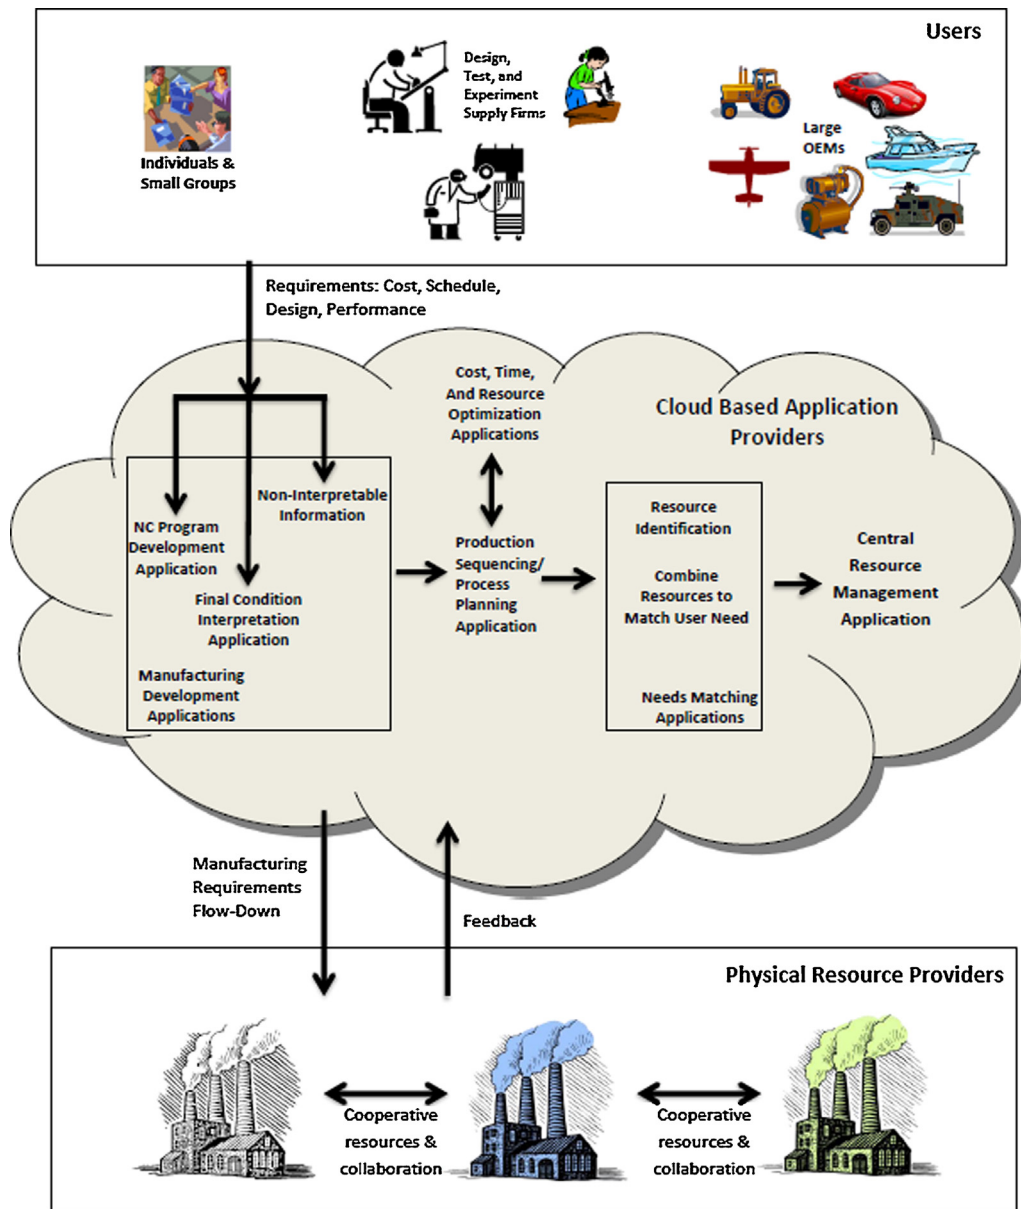 Users
Individuals &
Small Groups
Design,
Test, and
Experiment
Supply Firms
Large
OEMs
Requirements: Cost, Schedule,
Design, Performance
Cloud Based Application
Providers
Cost, Time,
And Resource
Optimization
Applications
Non-Interpretable
Information
NC Program
Development
Application
Final Condition
Interpretation
Application
Manufacturing
Development
Applications
Production
Sequencing/
Process
Planning
Application
Resource
Identification
Combine
Resources to
Match User Need
Needs Matching
Applications
Central
Resource
Management
Application
Manufacturing
Requirements
Flow-Down
Feedback
Physical Resource Providers
Cooperative
resources &
collaboration
Cooperative
resources &
collaboration